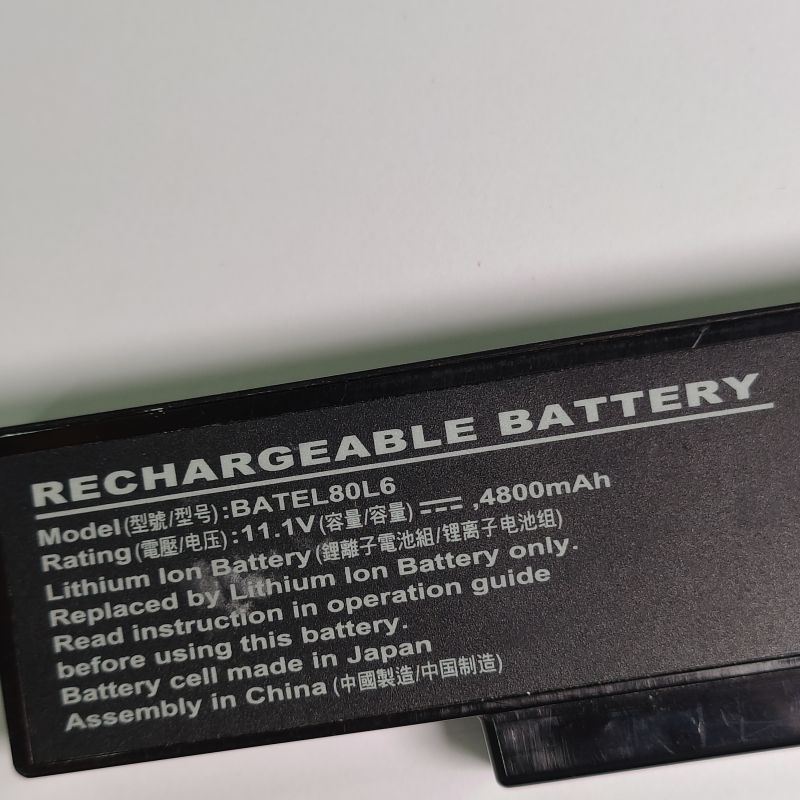 RECHARGEABLE BATTERY
Model(型號/型号):BATEL80L6
Rating(電壓/电压):11.1V(容量/容量)⎓,4800mAh
Lithium Ion Battery(鋰離子電池組/锂离子电池组)
Replaced by Lithium Ion Battery only.
Read instruction in operation guide
before using this battery.
Battery cell made in Japan
Assembly in China(中國製造/中国制造)